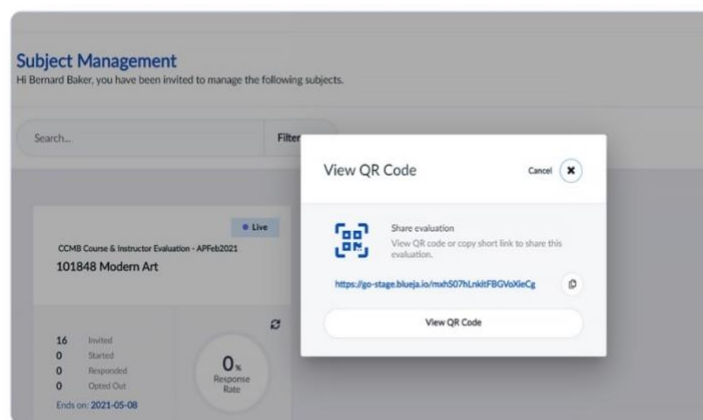 Subject Management
Hi Bernard Baker, you have been invited to manage the following subjects.
Search...
Filter
View QR Code
Cancel
Share evaluation
View QR code or copy short link to share this
evaluation.
https://go-stage.blueja.io/mxhS07hLnkltFBGVoXieCg
View QR Code
Live
CCMB Course & Instructor Evaluation - APFeb2021
101848 Modern Art
16 Invited
0 Started
0 Responded
0 Opted Out
0%
Response
Rate
Ends on: 2021-05-08